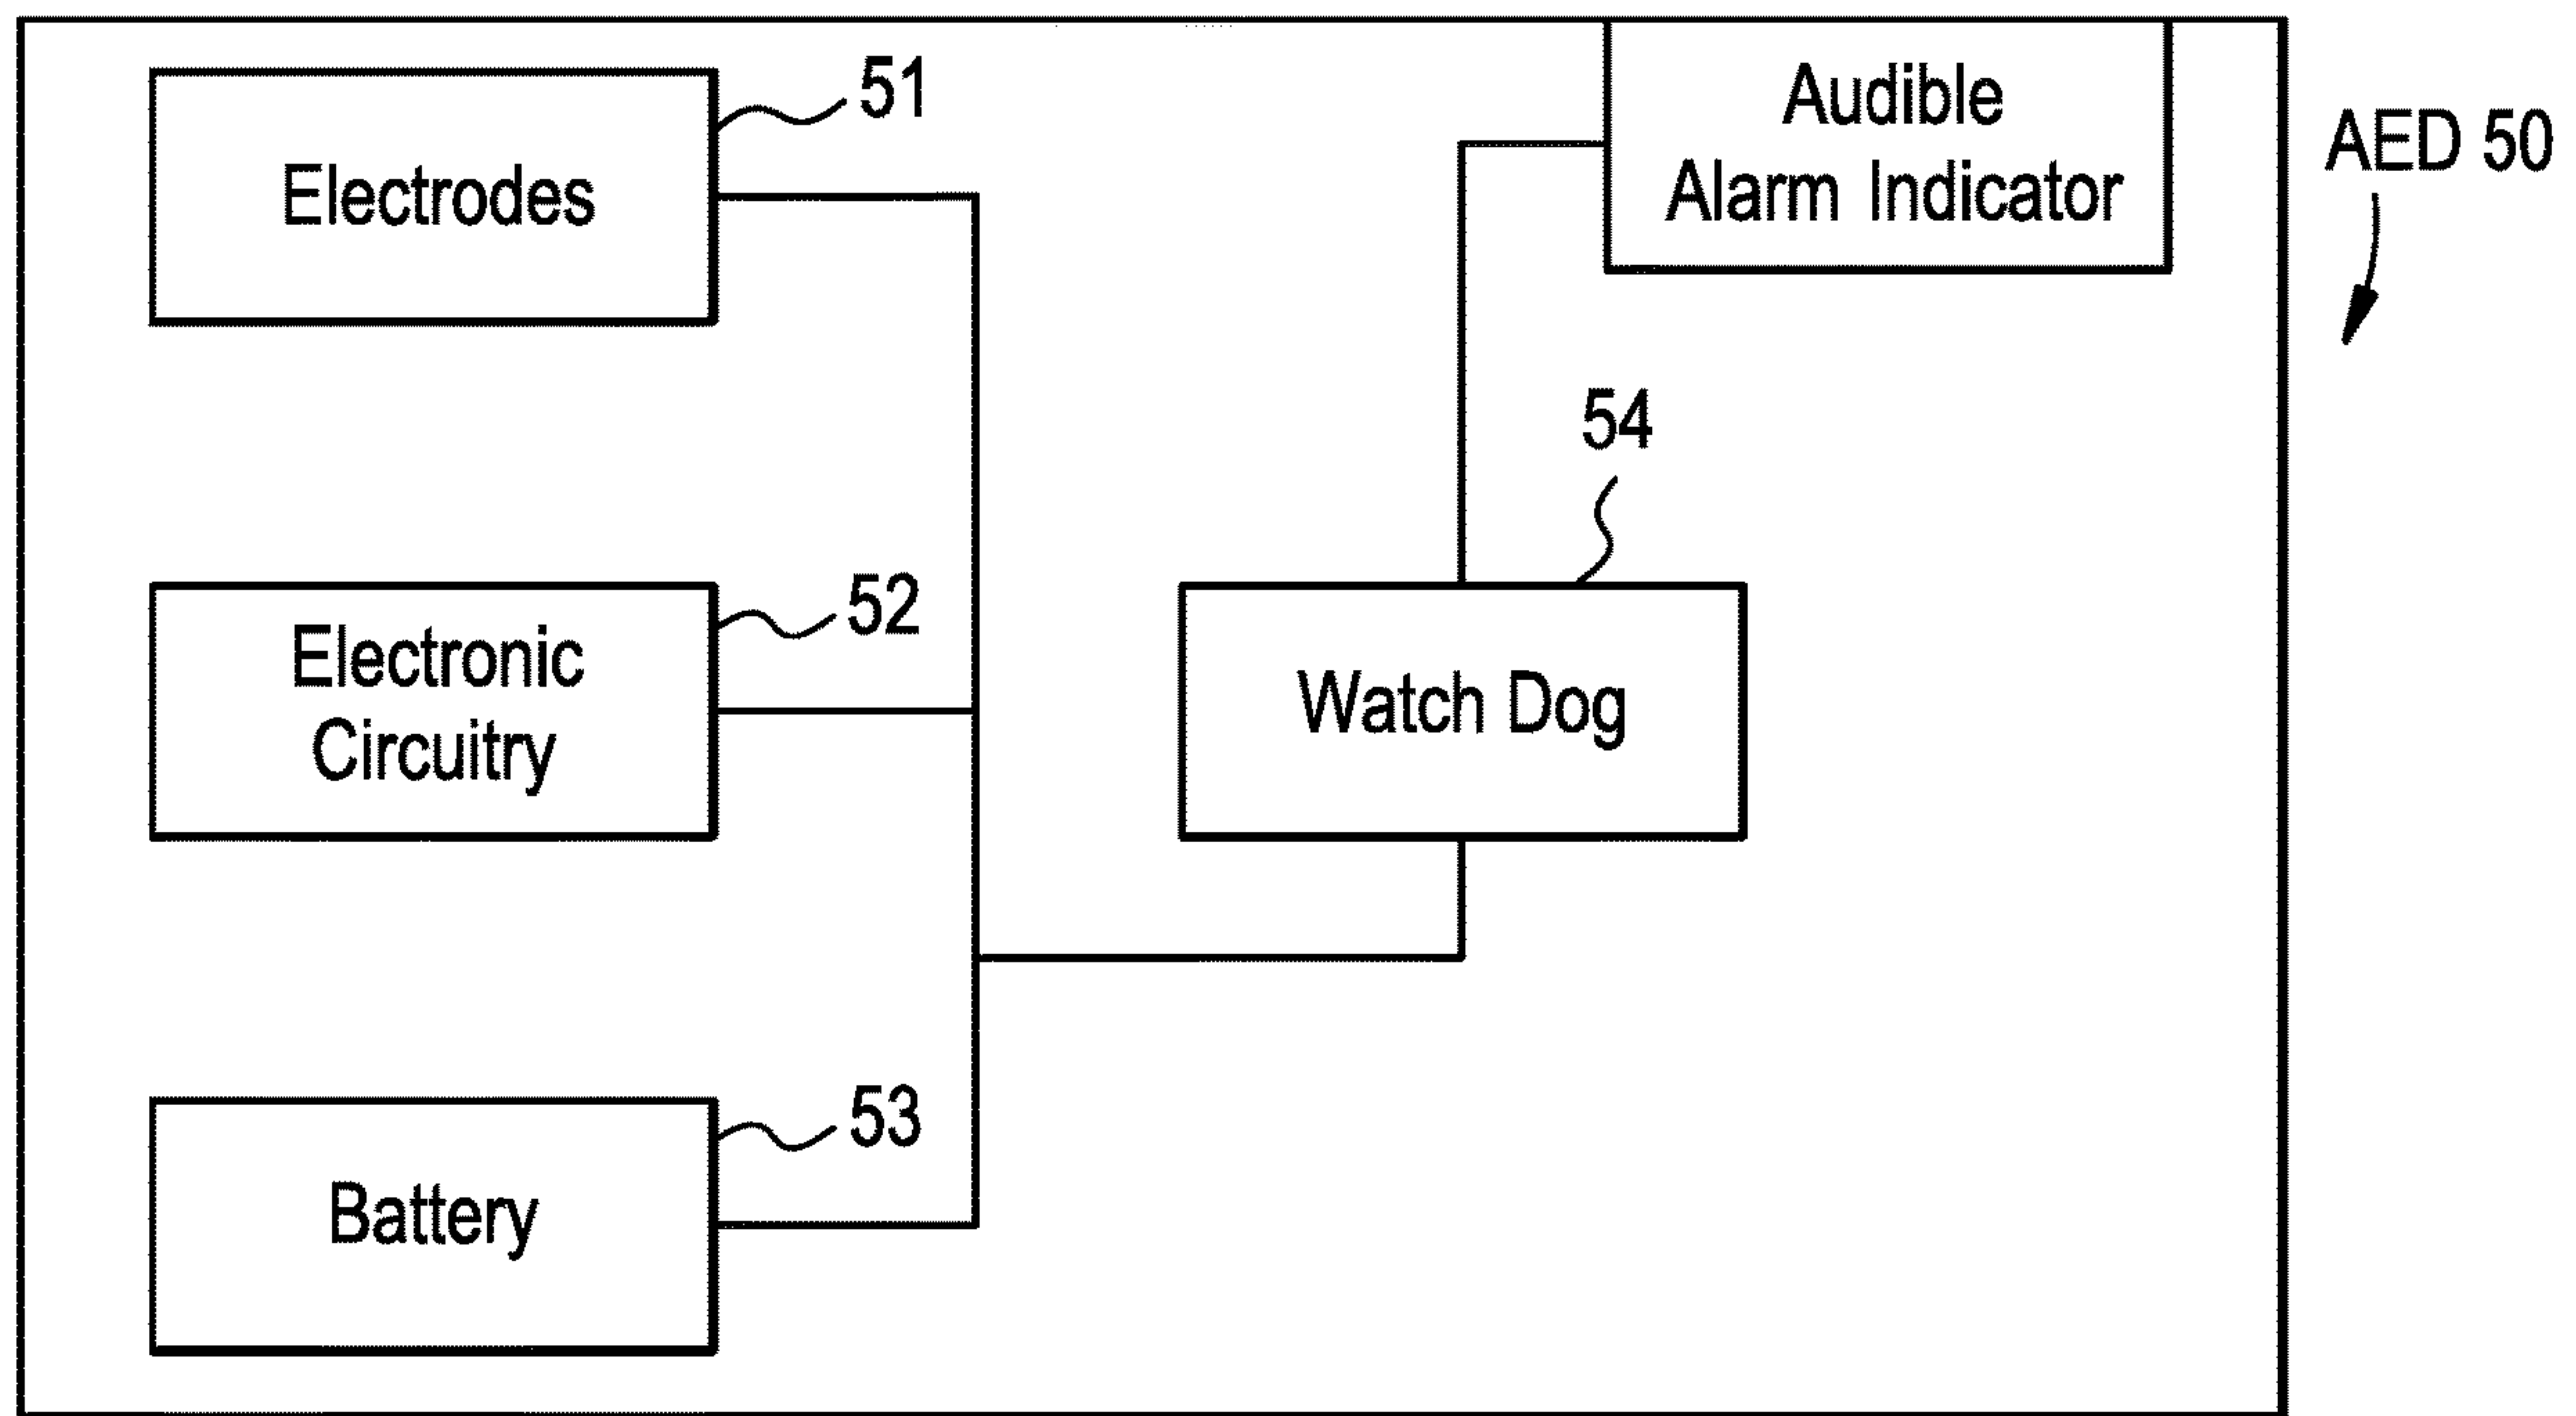 51
Electrodes
Audible
Alarm Indicator
AED 50
54
52
Electronic
Circuitry
Watch Dog
53
Battery